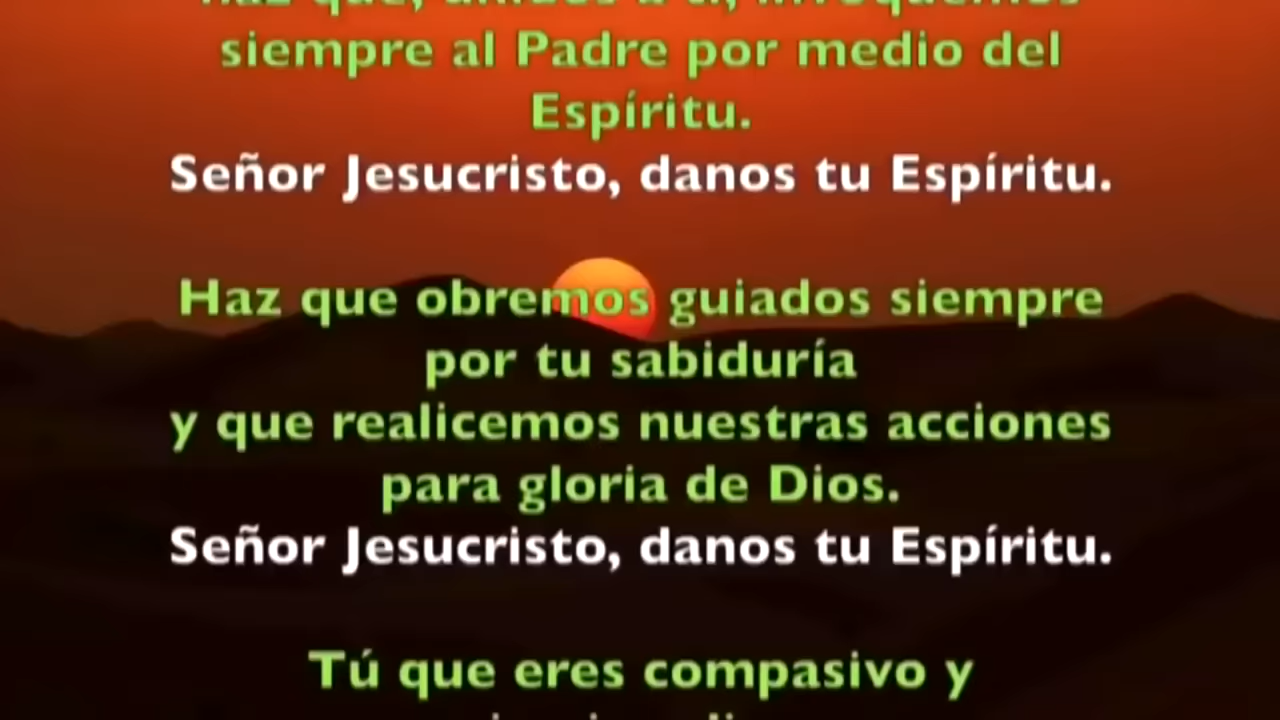 siempre al Padre por medio del
Espíritu.
Señor Jesucristo, danos tu Espíritu.
Haz que obremos guiados siempre
por tu sabiduría
y que realicemos nuestras acciones
para gloria de Dios.
Señor Jesucristo, danos tu Espíritu.
Tú que eres compasivo y